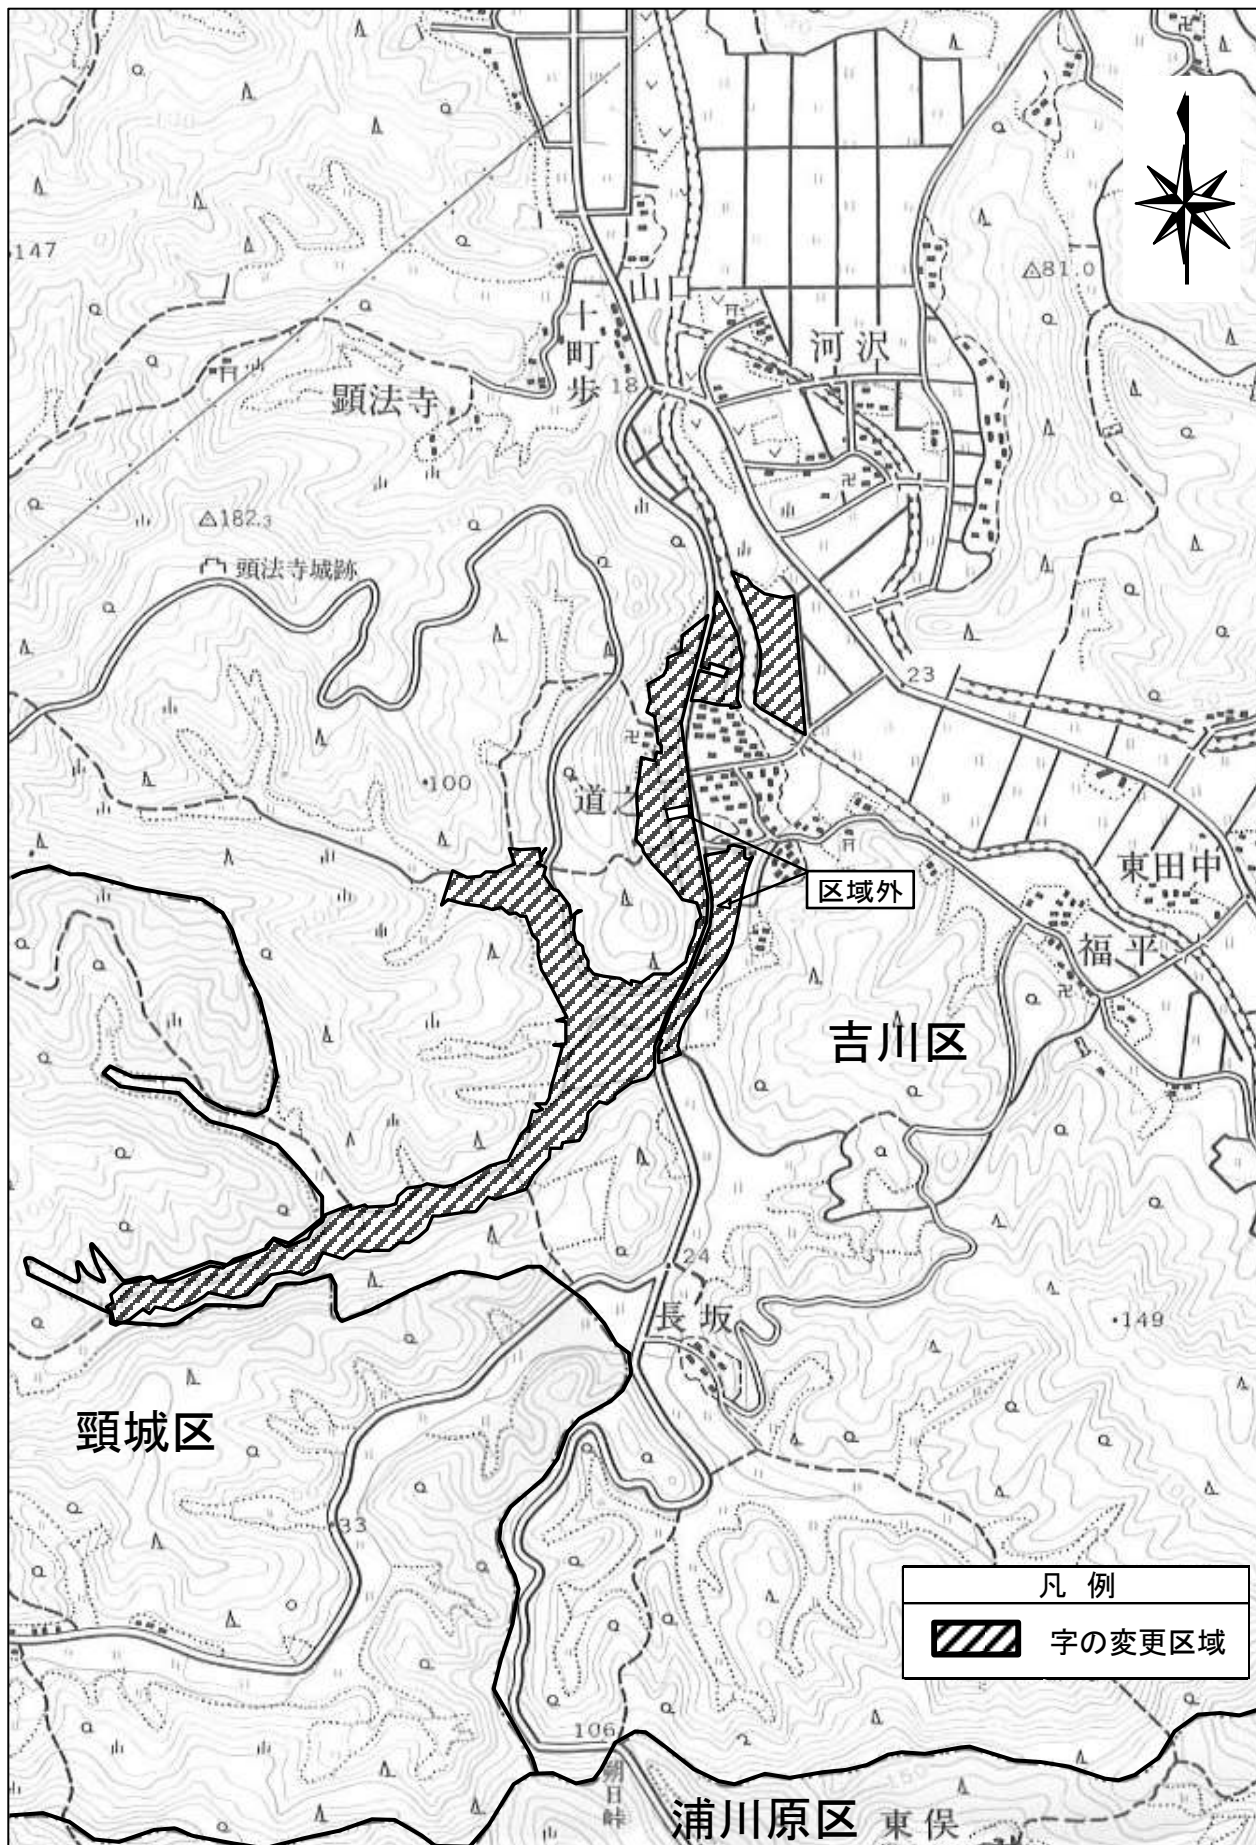 147
81.0
山口
十町歩
河沢
顕法寺
18
182.3
顕法寺城跡
23
100
道之
区域外
東田中
福平
吉川区
24
長坂
149
頸城区
33
凡 例
字の変更区域
106
朔日峠
浦川原区
東俣